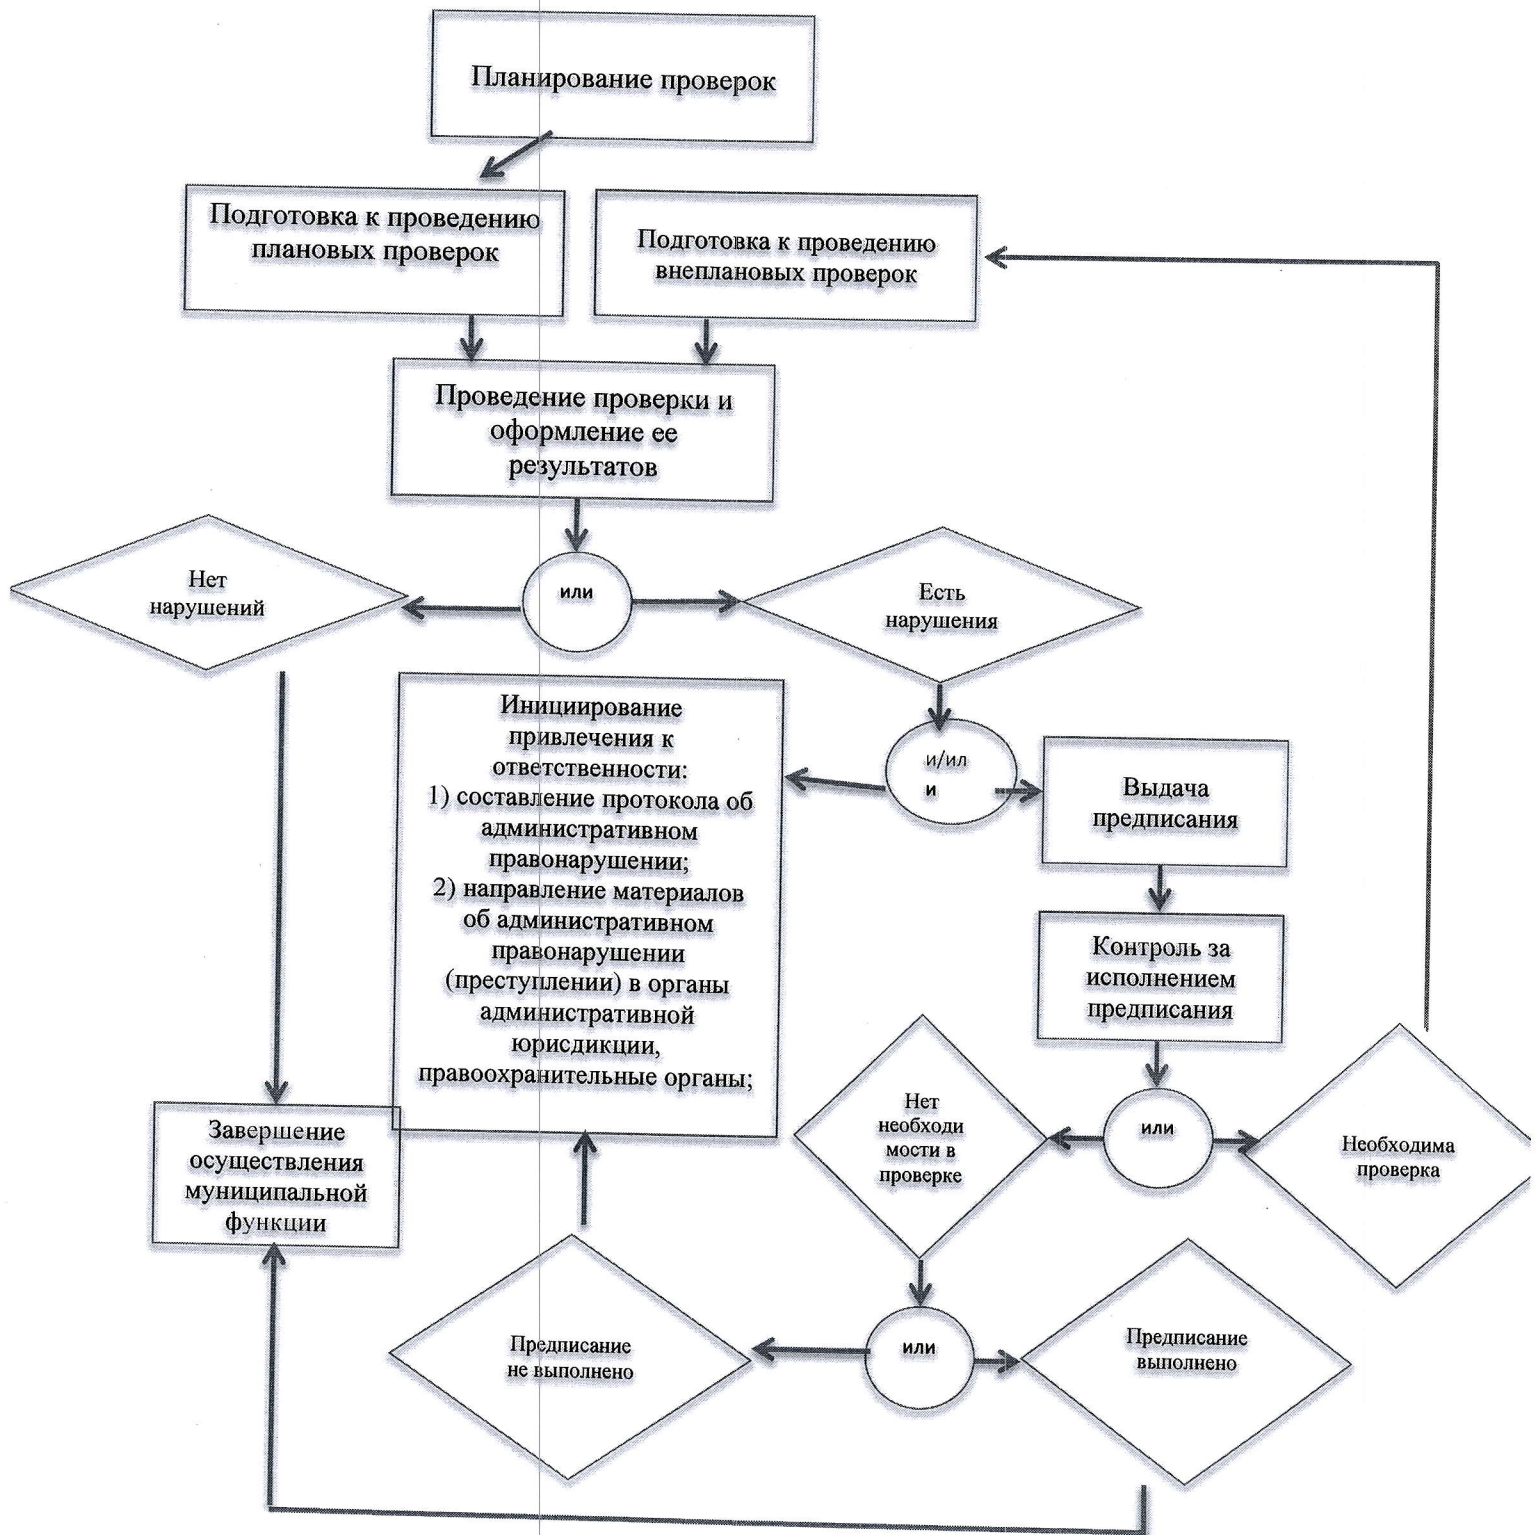 Планирование проверок
Подготовка к проведению
плановых проверок
Подготовка к проведению
внеплановых проверок
Проведение проверки и
оформление ее
результатов
Нет
нарушений
или
Есть
нарушения
Инициирование
привлечения к
ответственности:
1) составление протокола об
административном
правонарушении;
2) направление материалов
об административном
правонарушении
(преступлении) в органы
административной
юрисдикции,
правоохранительные органы;
и/ил
и
Выдача
предписания
Контроль за
исполнением
предписания
Нет
необходи
мости в
проверке
или
Необходима
проверка
Завершение
осуществления
муниципальной
функции
Предписание
не выполнено
или
Предписание
выполнено